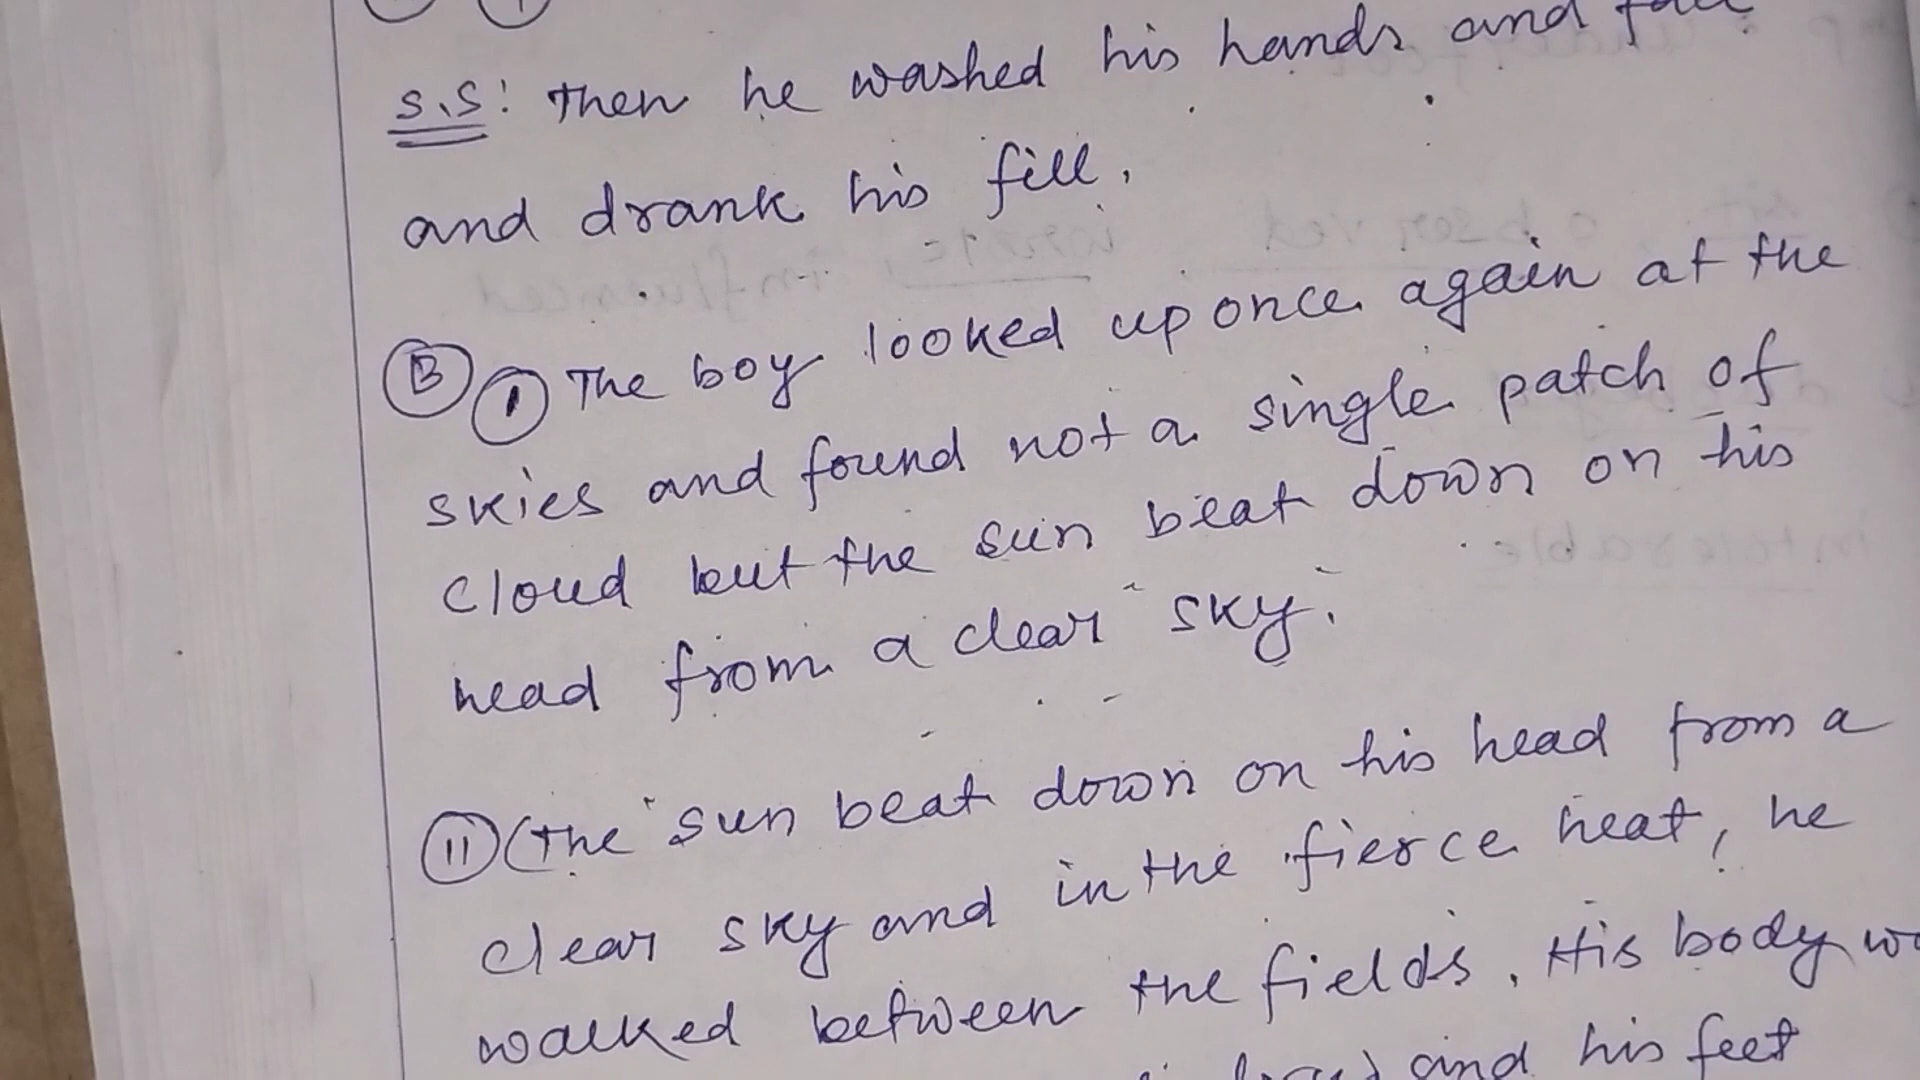 S.S: Then he washed his hands and
and drank his fill.
B I The boy looked up once again at the
skies and found not a single patch of
cloud but the sun beat down on his
head from a clear sky.
II (The sun beat down on his head from a
clear sky and in the fierce heat, he
walked between the fields. His body
and his feet